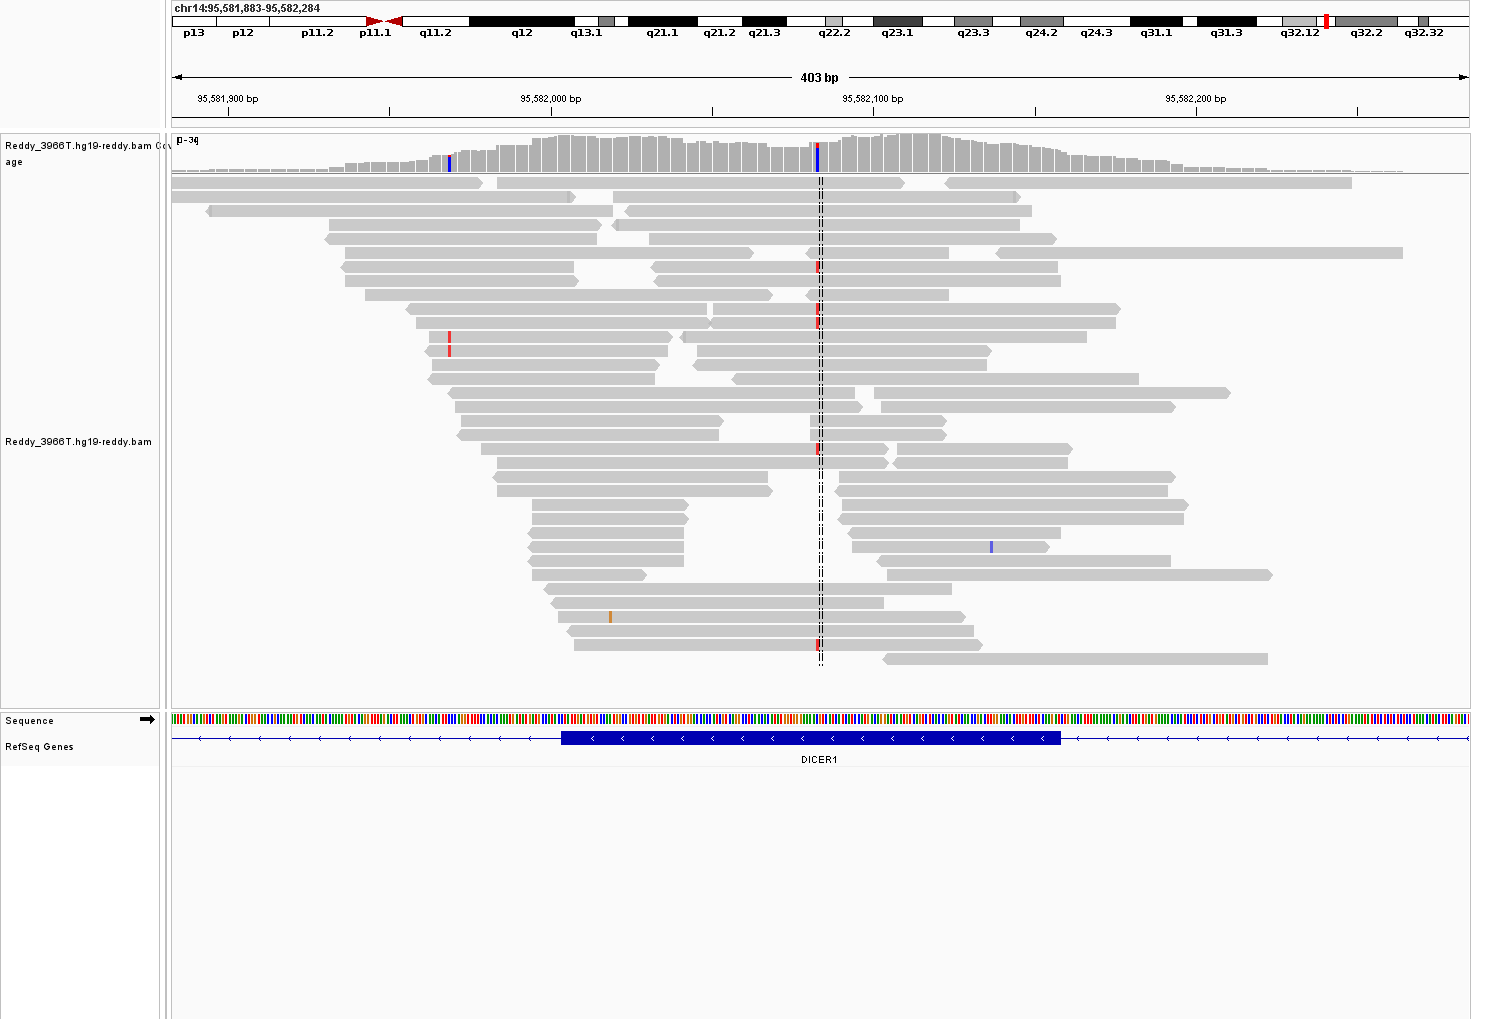 chr14:95,581,883-95,582,284
p13 p12 p11.2 p11.1 q11.2 q12 q13.1 q21.1 q21.2 q21.3 q22.2 q23.1 q23.3 q24.2 q24.3 q31.1 q31.3 q32.12 q32.2 q32.32
403 bp
95,581,900 bp 95,582,000 bp 95,582,100 bp 95,582,200 bp
Reddy_3966T.hg19-reddy.bam Cov
age
Reddy_3966T.hg19-reddy.bam
Sequence
RefSeq Genes
DICER1